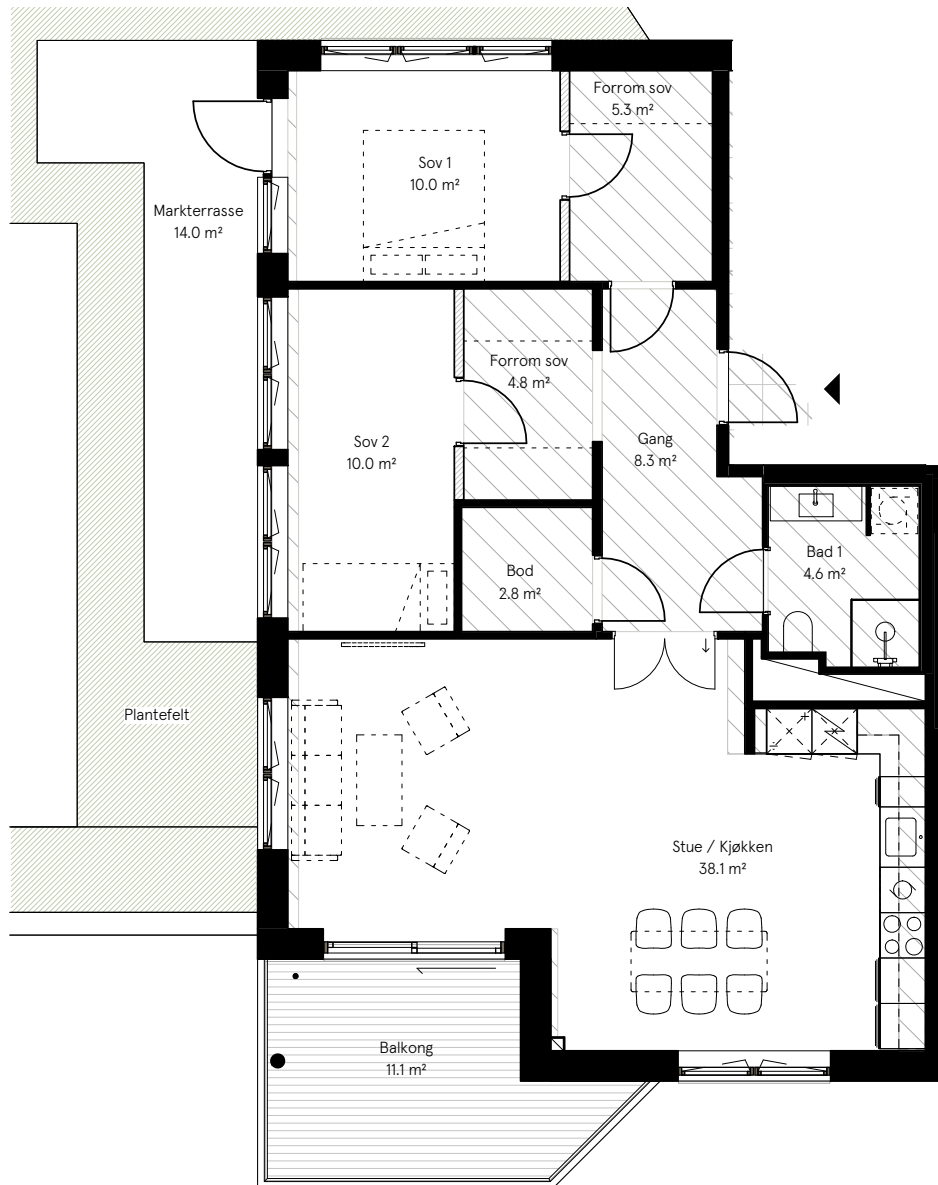 Forrom sov
5.3 m²
Sov 1
10.0 m²
Markterrasse
14.0 m²
Forrom sov
4.8 m²
Sov 2
10.0 m²
Gang
8.3 m²
Bad 1
4.6 m²
Bod
2.8 m²
Plantefelt
Stue / Kjøkken
38.1 m²
Balkong
11.1 m²